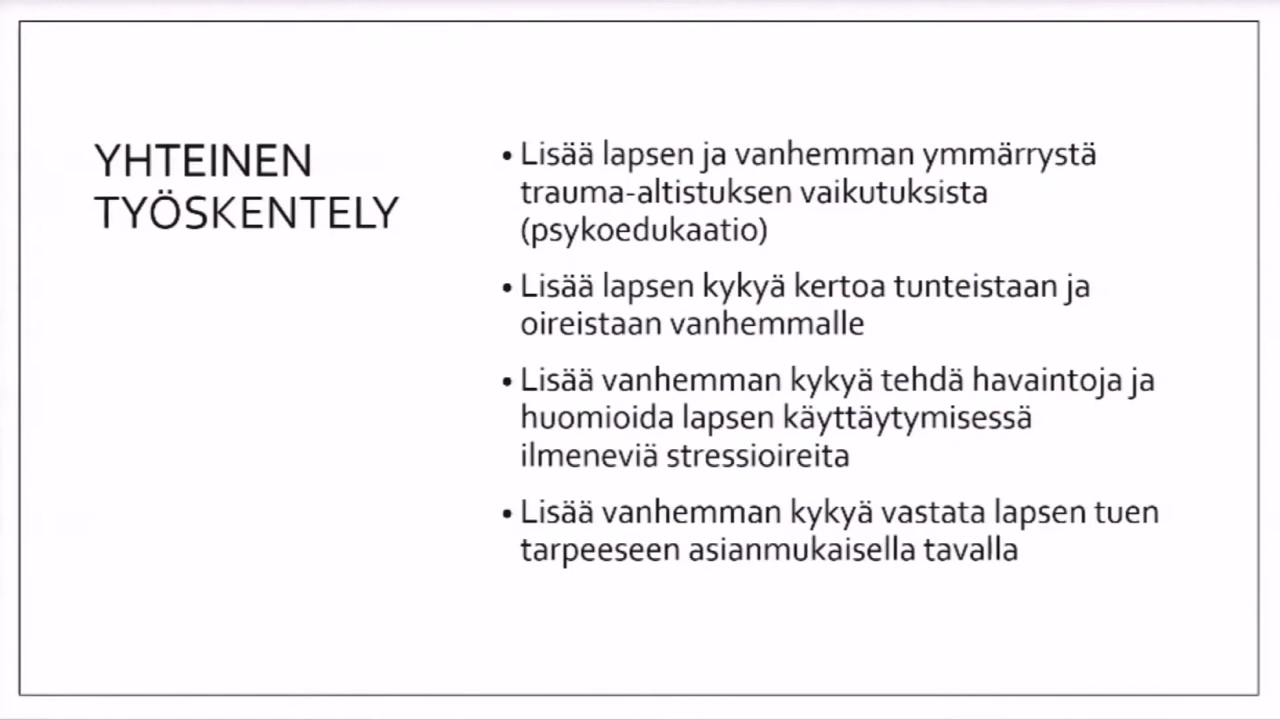 YHTEINEN
TYÖSKENTELY
• Lisää lapsen ja vanhemman ymmärrystä
trauma-altistuksen vaikutuksista
(psykoedukaatio)
• Lisää lapsen kykyä kertoa tunteistaan ja
oireistaan vanhemmalle
• Lisää vanhemman kykyä tehdä havaintoja ja
huomioida lapsen käyttäytymisessä
ilmeneviä stressioireita
• Lisää vanhemman kykyä vastata lapsen tuen
tarpeeseen asianmukaisella tavalla